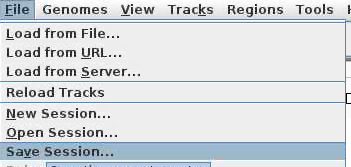 File Genomes View Tracks Regions Tools
Load from File...
Load from URL...
Load from Server...
Reload Tracks
New Session...
Open Session...
Save Session...